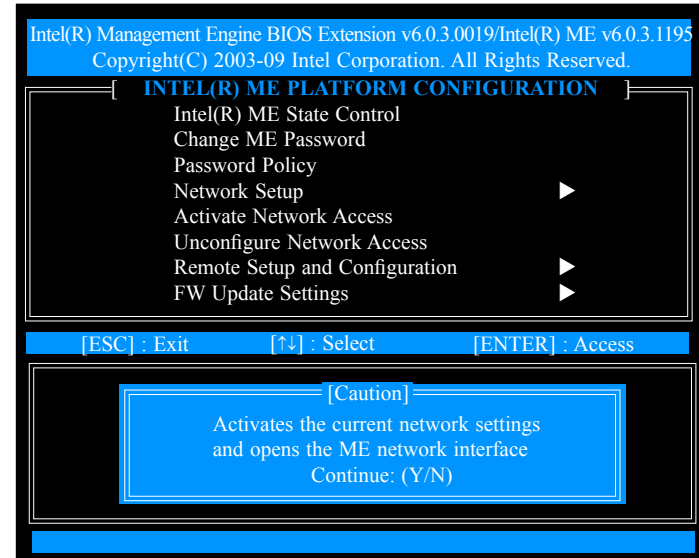 Intel(R) Management Engine BIOS Extension v6.0.3.0019/Intel(R) ME v6.0.3.1195
Copyright(C) 2003-09 Intel Corporation. All Rights Reserved.
[ INTEL(R) ME PLATFORM CONFIGURATION ]
Intel(R) ME State Control
Change ME Password
Password Policy
Network Setup ▶
Activate Network Access
Unconfigure Network Access
Remote Setup and Configuration ▶
FW Update Settings ▶
[ESC] : Exit [↑↓] : Select [ENTER] : Access
[Caution]
Activates the current network settings
and opens the ME network interface
Continue: (Y/N)